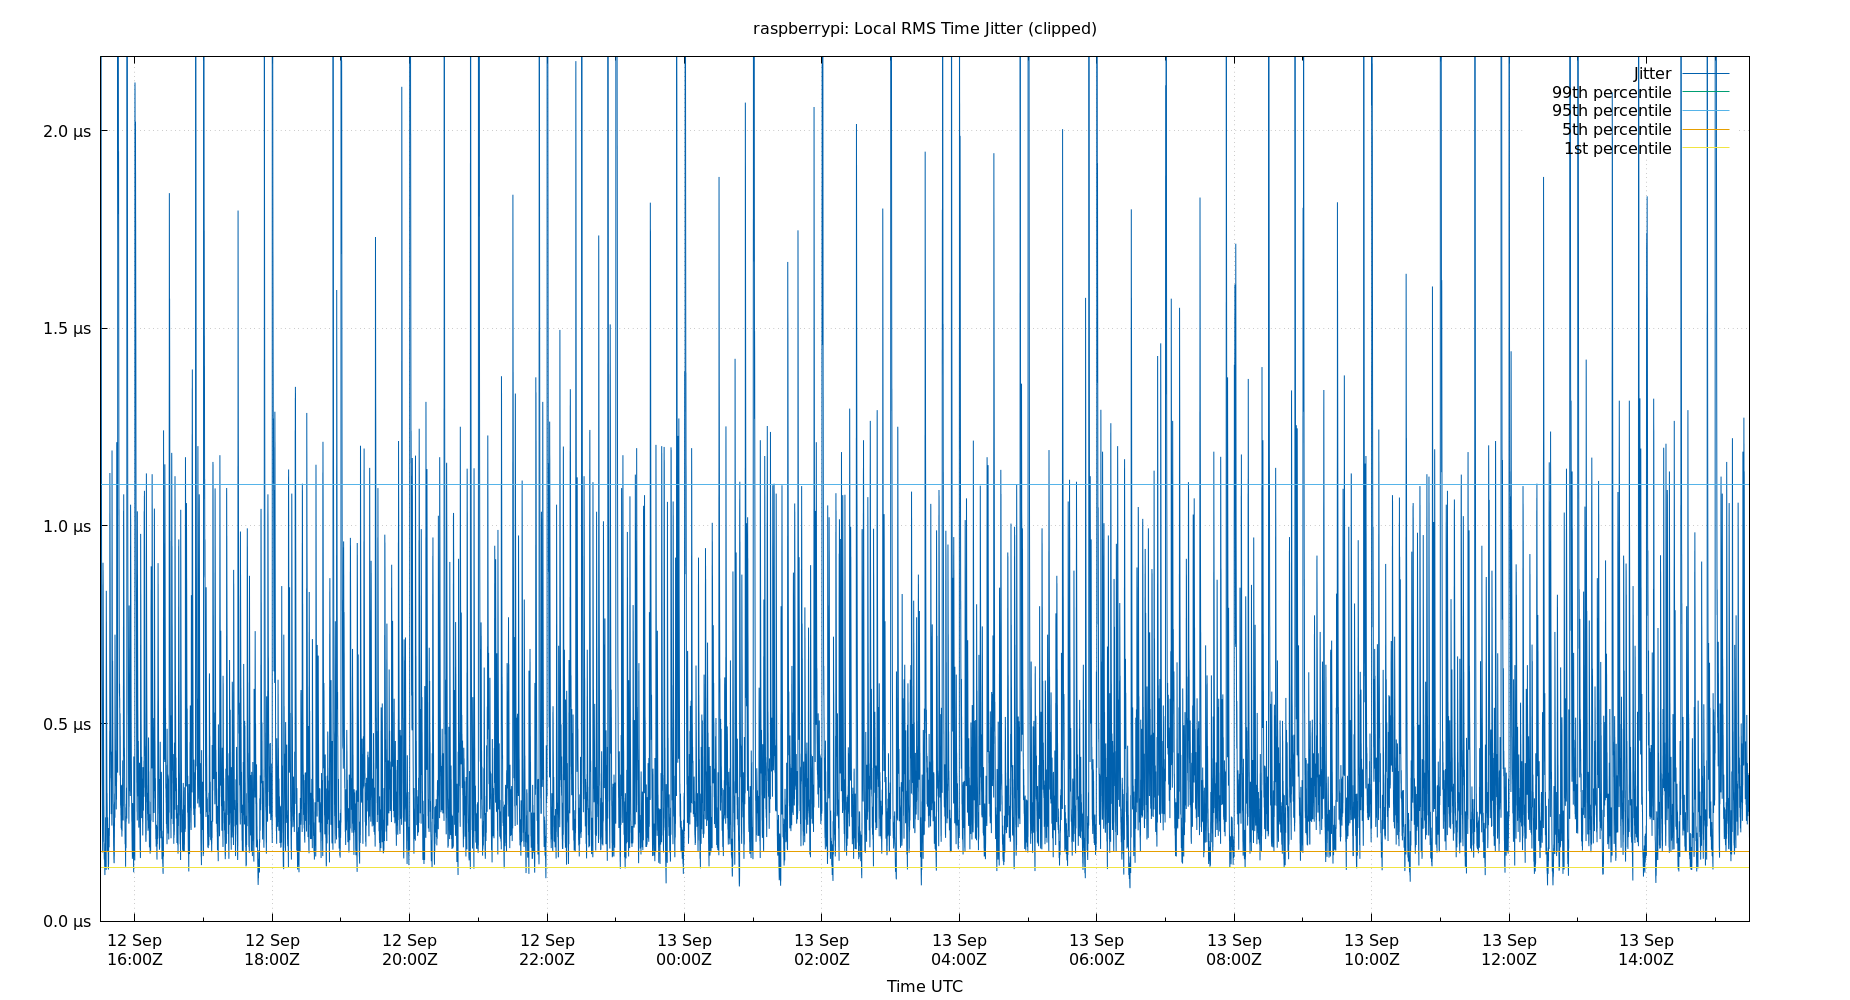 raspberrypi: Local RMS Time Jitter (clipped)
Jitter
99th percentile
95th percentile
5th percentile
1st percentile
2.0 µs
1.5 µs
1.0 µs
0.5 µs
0.0 µs
12 Sep 12 Sep 12 Sep 12 Sep 13 Sep 13 Sep 13 Sep 13 Sep 13 Sep 13 Sep 13 Sep 13 Sep
16:00Z 18:00Z 20:00Z 22:00Z 00:00Z 02:00Z 04:00Z 06:00Z 08:00Z 10:00Z 12:00Z 14:00Z
Time UTC